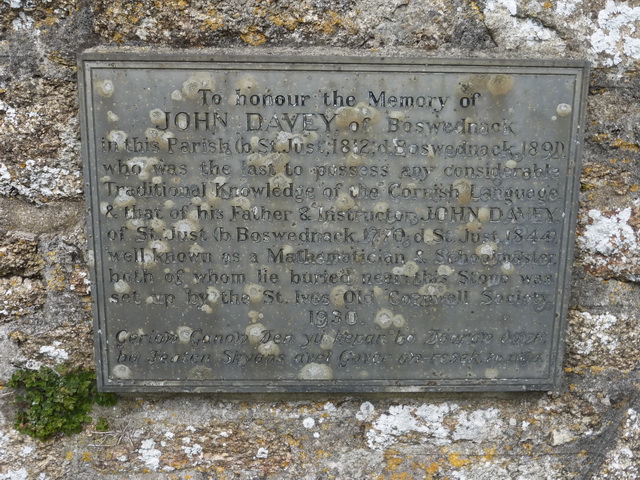 To honour the Memory of
JOHN DAVEY of Boswednack
in this Parish (b. St. Just, 1812; d. Boswednack, 1891)
who was the last to possess any considerable
Traditional Knowledge of the Cornish Language
& that of his Father & Instructor, JOHN DAVEY
of St. Just (b. Boswednack, 1770; d. St. Just, 1844)
well known as a Mathematician & Schoolmaster
both of whom lie buried near; this Stone was
set up by the St. Ives Old Cornwall Society,